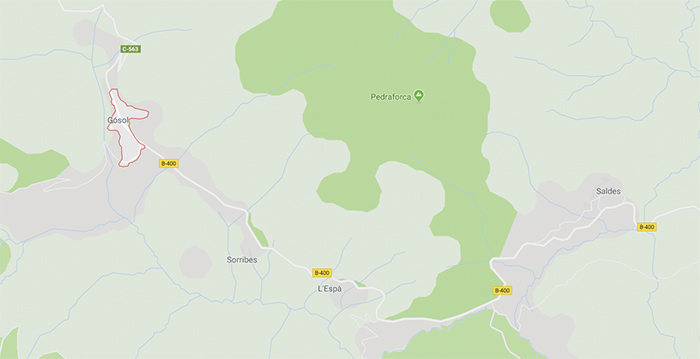 C-563
Pedraforca
Gósol
B-400
Saldes
B-400
Sorribes
B-400
L'Espà
B-400